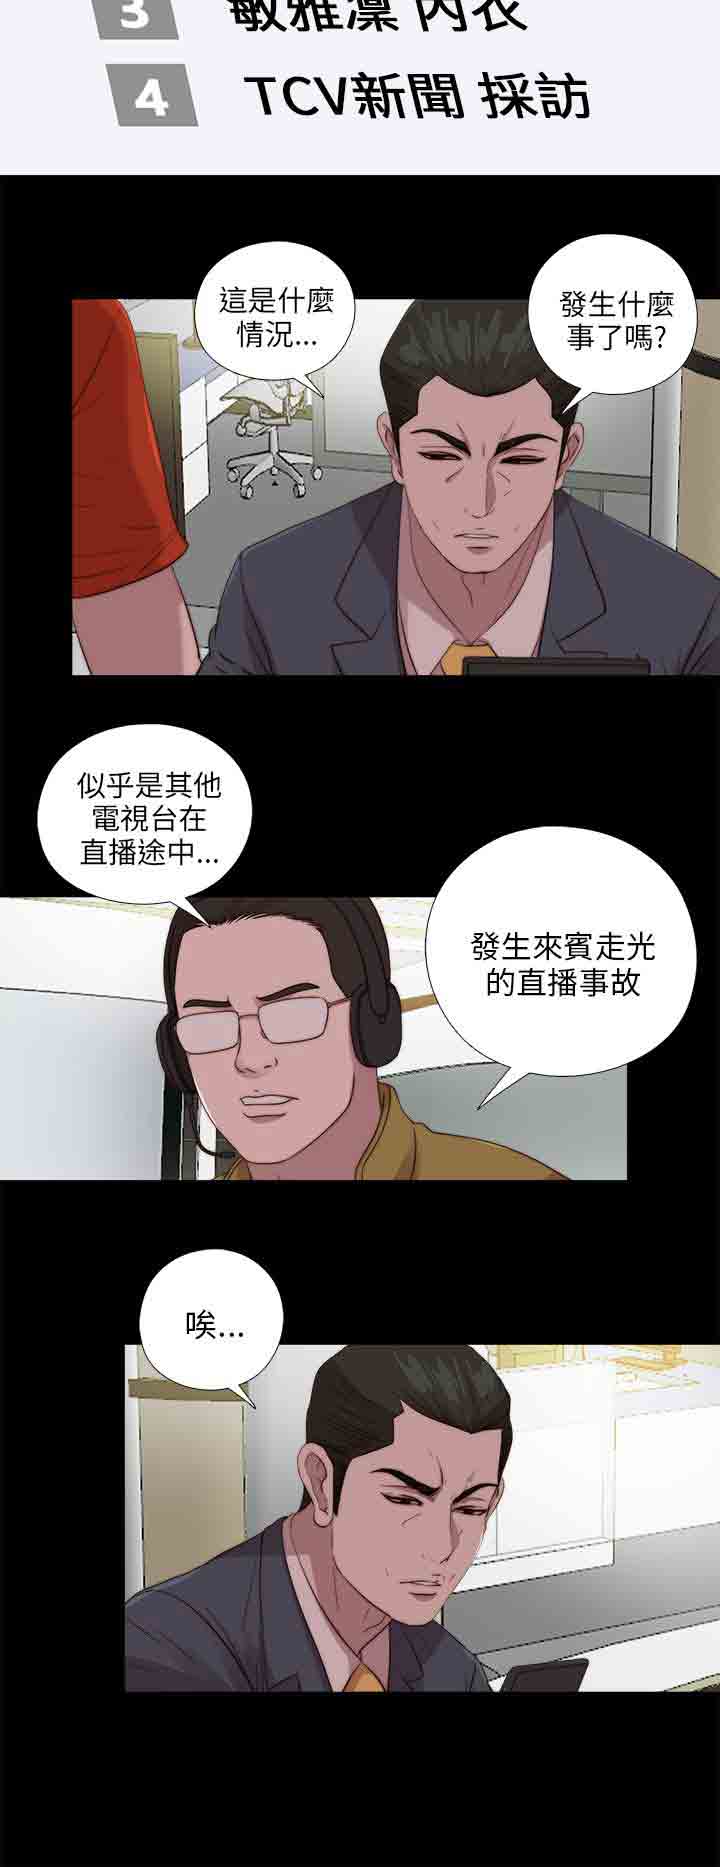 3 敏雅凜 內衣
4 TCV新聞 採訪
這是什麼
情況...
發生什麼
事了嗎?
似乎是其他
電視台在
直播途中...
發生來賓走光
的直播事故
唉...